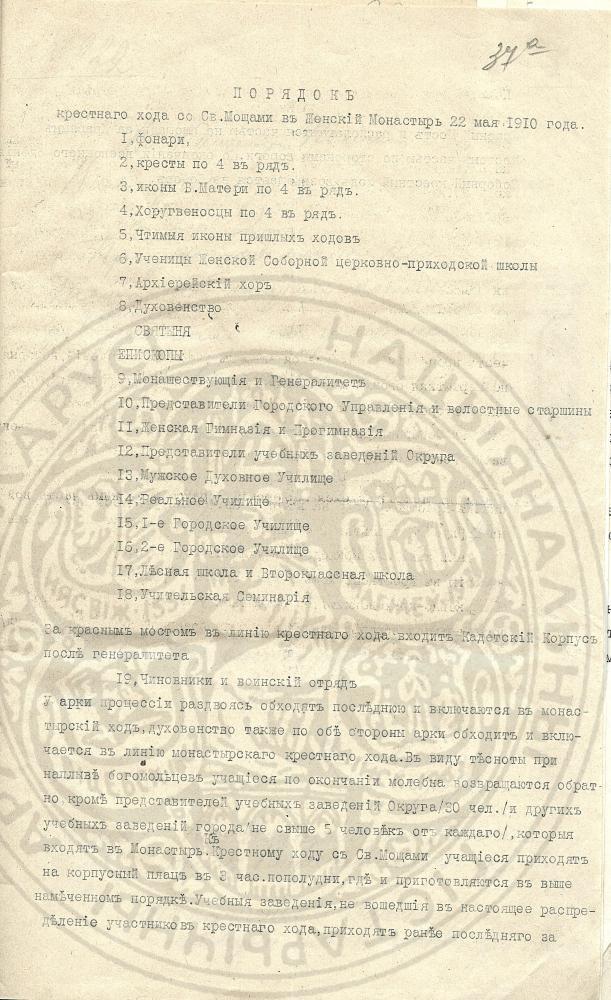 37а
ПОРЯДОКЪ
крестнаго хода со Св.Мощами въ Женскій Монастырь 22 мая 1910 года.
1,фонари,
2,кресты по 4 въ рядъ.
3,иконы Б.Матери по 4 въ рядъ.
4,Хоругвеносцы по 4 въ рядъ.
5,Чтимыя иконы пришлыхъ ходовъ
6,Ученицы Женской Соборной церковно-приходской школы
7,Архіерейскій хоръ
8,Духовенство
СВЯТЫНЯ
ЕПИСКОПЫ
9,Монашествующія и Генералитетъ
10,Представители Городского Управленія и волостные старшины
11,Женская Гимназія и Прогимназія
12,Представители учебныхъ заведеній Округа
13,Мужское Духовное Училище
14,Реальное Училище
15,1-е Городское Училище
16,2-е Городское Училище
17,Лѣсная школа и Второклассная школа
18,Учительская Семинарія
За краснымъ мостомъ въ линію крестнаго хода входитъ Кадетскій Корпусъ
послѣ генералитета
19,Чиновники и воинскій отрядъ
У арки процессіи раздвоясь обходятъ послѣднюю и включаются въ монас-
тырскій ходъ,духовенство также по обѣ стороны арки обходитъ и вклю-
чается въ линію монастырскаго крестнаго хода.Въ виду тѣсноты при
наплывѣ богомольцевъ учащіеся по окончаніи молебна возвращаются обрат-
но кромѣ представителей учебныхъ заведеній Округа/30 чел./и другихъ
учебныхъ заведеній города/не свыше 5 человѣкъ отъ каждаго/,которыя
входятъ въ Монастырь.Къ Крестному ходу съ Св.Мощами учащіеся приходятъ
на корпусный плацъ въ 3 час.пополудни,гдѣ и приготовляются въ выше
намѣченномъ порядкѣ.Учебныя заведенія,не вошедшія въ настоящее распре-
дѣленіе участниковъ крестнаго хода,приходятъ ранѣе послѣдняго за